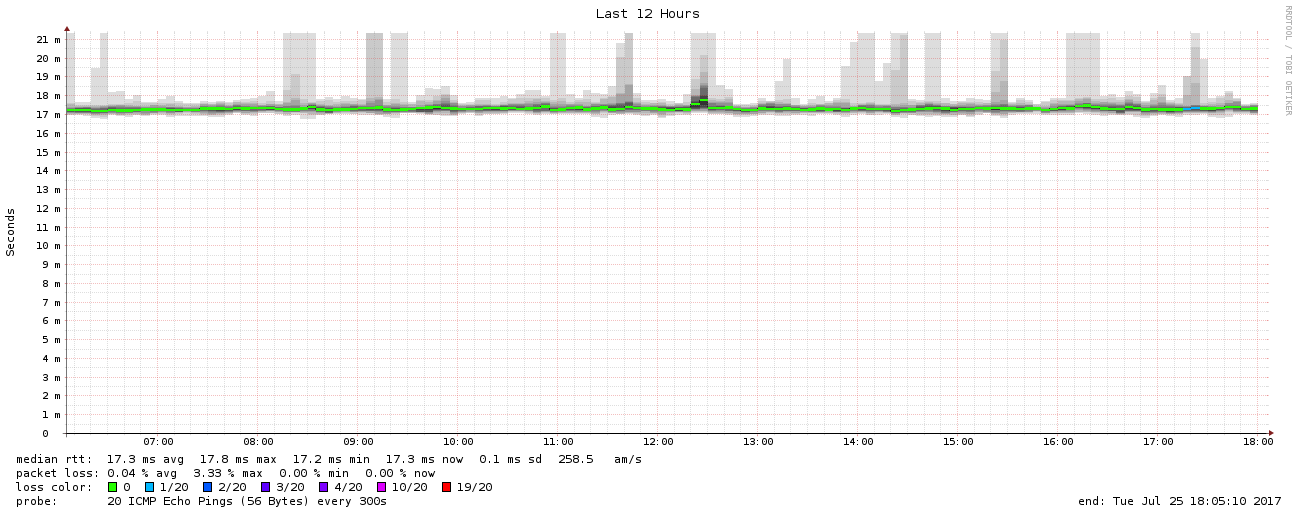 Last 12 Hours
RRDTOOL / TOBI OETIKER
Seconds
21 m
20 m
19 m
18 m
17 m
16 m
15 m
14 m
13 m
12 m
11 m
10 m
9 m
8 m
7 m
6 m
5 m
4 m
3 m
2 m
1 m
0
07:00 08:00 09:00 10:00 11:00 12:00 13:00 14:00 15:00 16:00 17:00 18:00
median rtt: 17.3 ms avg 17.8 ms max 17.2 ms min 17.3 ms now 0.1 ms sd 258.5 am/s
packet loss: 0.04 % avg 3.33 % max 0.00 % min 0.00 % now
loss color: 0 1/20 2/20 3/20 4/20 10/20 19/20
probe: 20 ICMP Echo Pings (56 Bytes) every 300s end: Tue Jul 25 18:05:10 2017